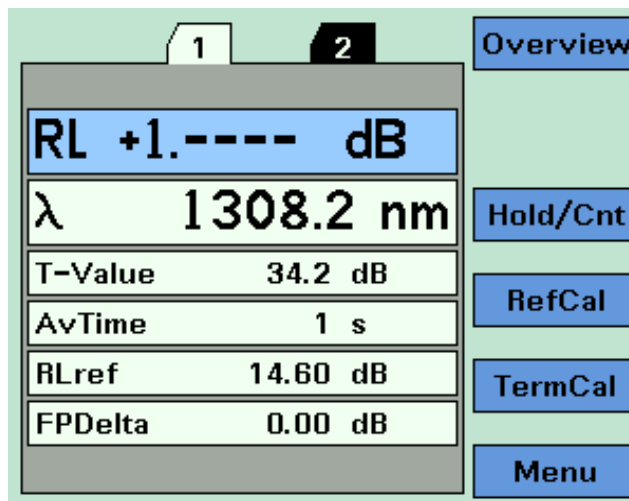 1 2
Overview
RL +1.---- dB
λ 1308.2 nm
Hold/Cnt
T-Value 34.2 dB
AvTime 1 s
RefCal
RLref 14.60 dB
TermCal
FPDelta 0.00 dB
Menu